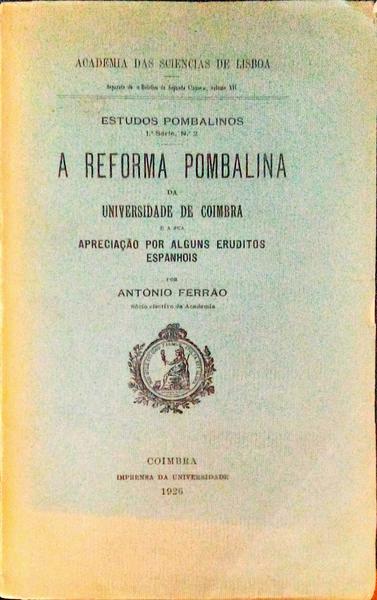 ACADEMIA DAS SCIENCIAS DE LISBOA
Separata do «Boletim da Segunda Classe», volume XVI
ESTUDOS POMBALINOS
1.ª Série, N.º 2
A REFORMA POMBALINA
DA
UNIVERSIDADE DE COIMBRA
E A SUA
APRECIAÇÃO POR ALGUNS ERUDITOS
ESPANHOIS
POR
ANTÓNIO FERRÃO
Sócio efectivo da Academia
COIMBRA
IMPRENSA DA UNIVERSIDADE
1926